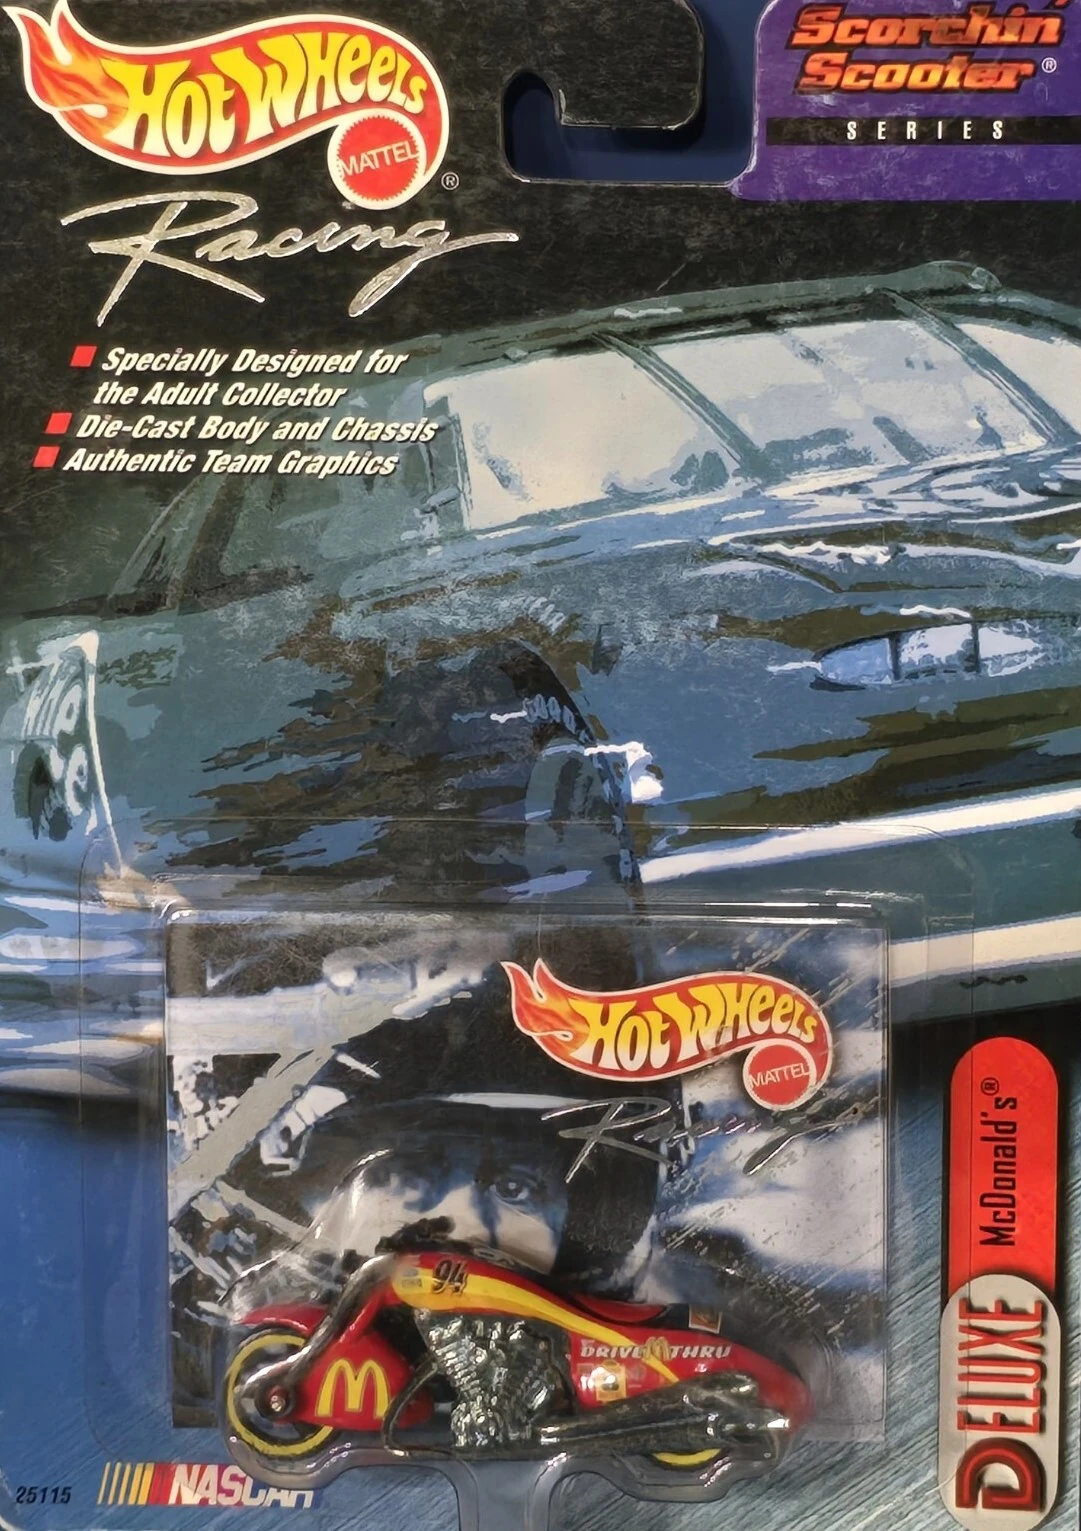 Hot Wheels
MATTEL
®
Racing
Scorchin'
Scooter®
SERIES
Specially Designed for
the Adult Collector
Die-Cast Body and Chassis
Authentic Team Graphics
Hot Wheels
MATTEL
Racing
McDonald's®
DELUXE
94
DRIVE THRU
25115
NASCAR